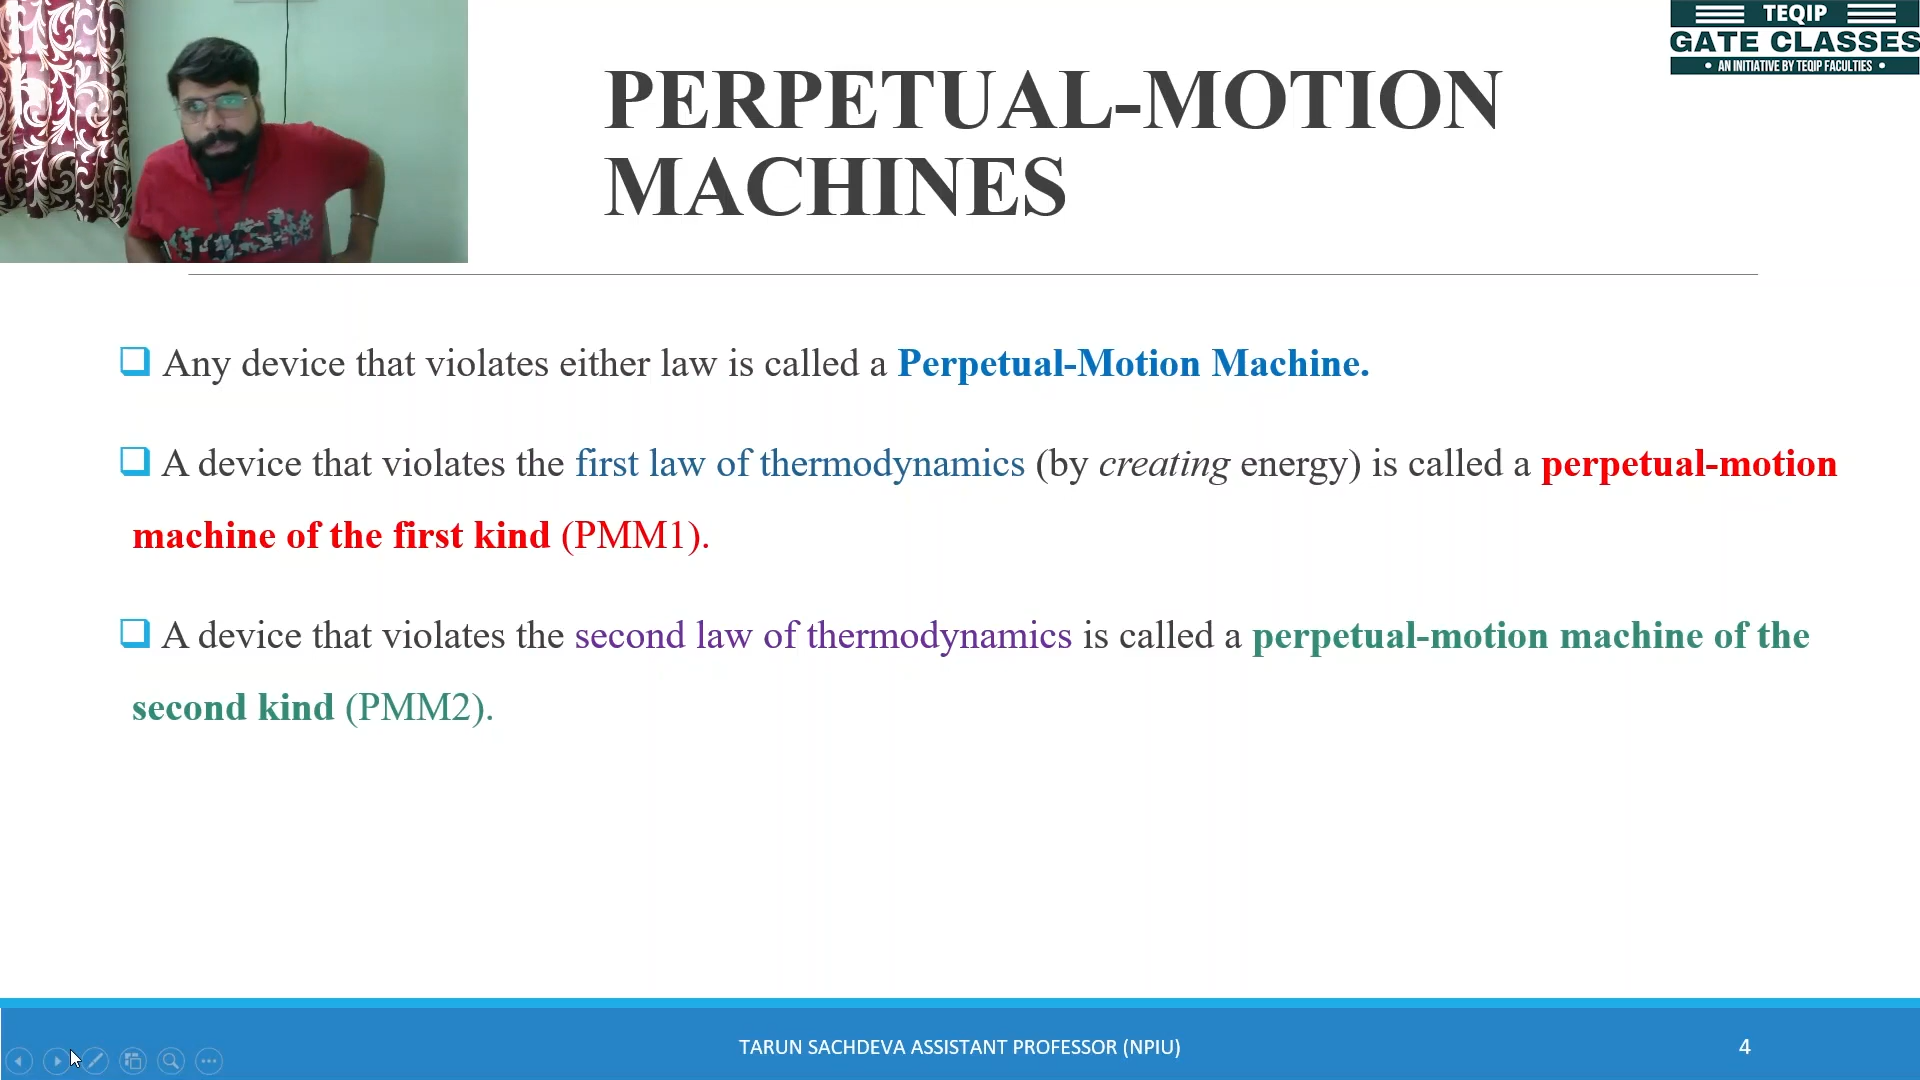 TEQIP
GATE CLASSES
• AN INITIATIVE BY TEQIP FACULTIES •
PERPETUAL-MOTION
MACHINES
Any device that violates either law is called a Perpetual-Motion Machine.
A device that violates the first law of thermodynamics (by creating energy) is called a perpetual-motion
machine of the first kind (PMM1).
A device that violates the second law of thermodynamics is called a perpetual-motion machine of the
second kind (PMM2).
TARUN SACHDEVA ASSISTANT PROFESSOR (NPIU)
4